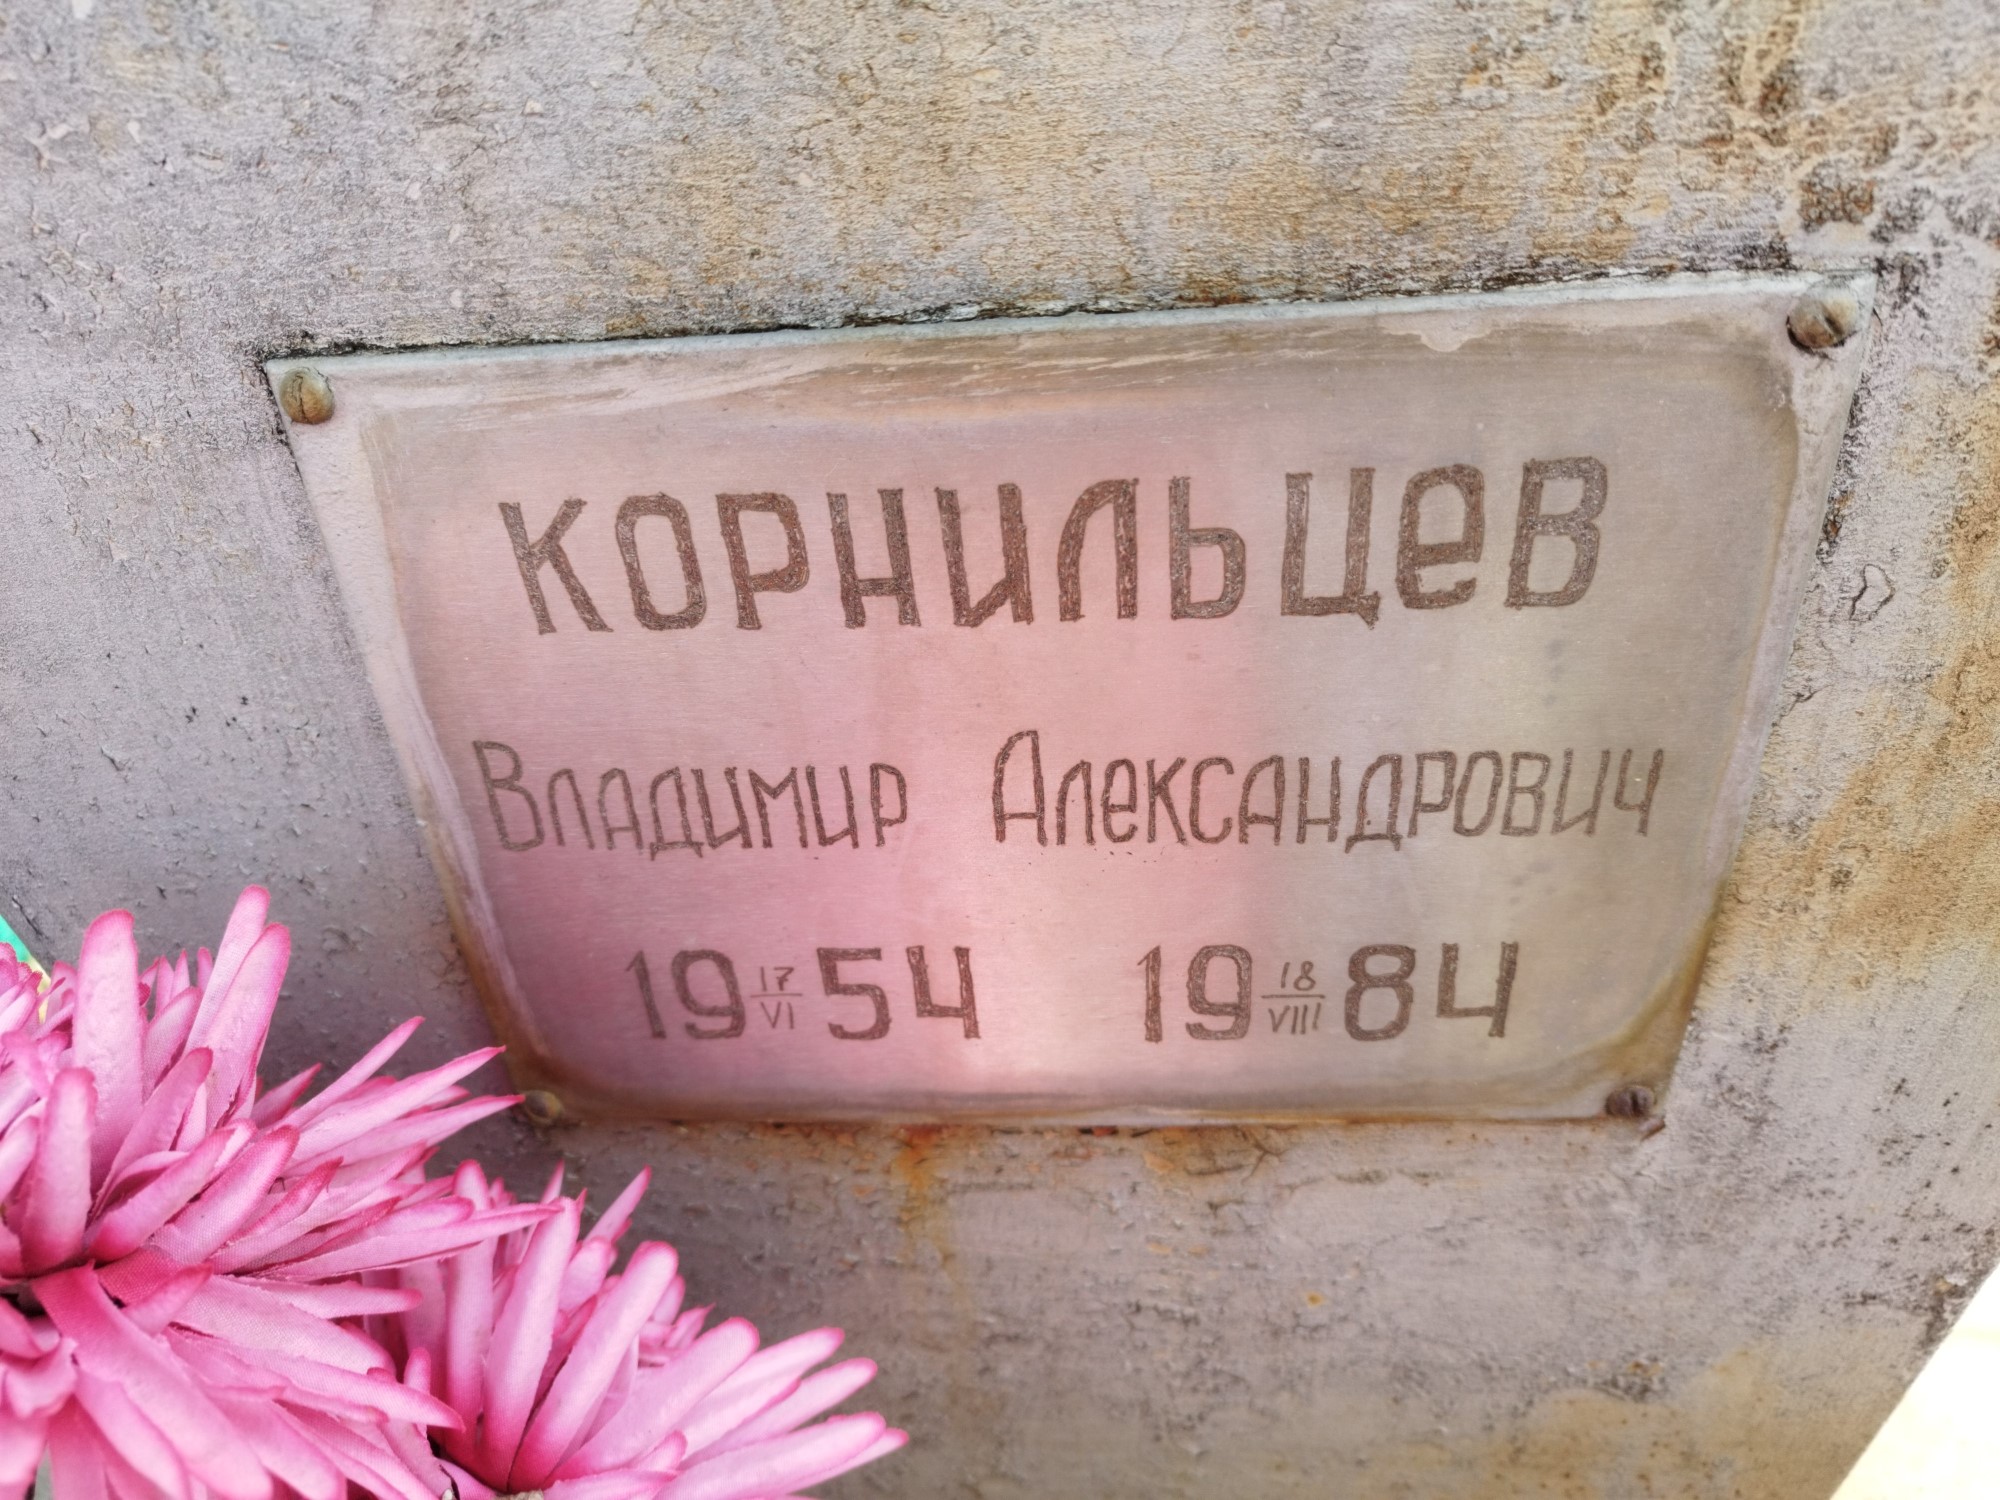 Корнильцев
Владимир Александрович
19 17/VI 54 19 18/VIII 84